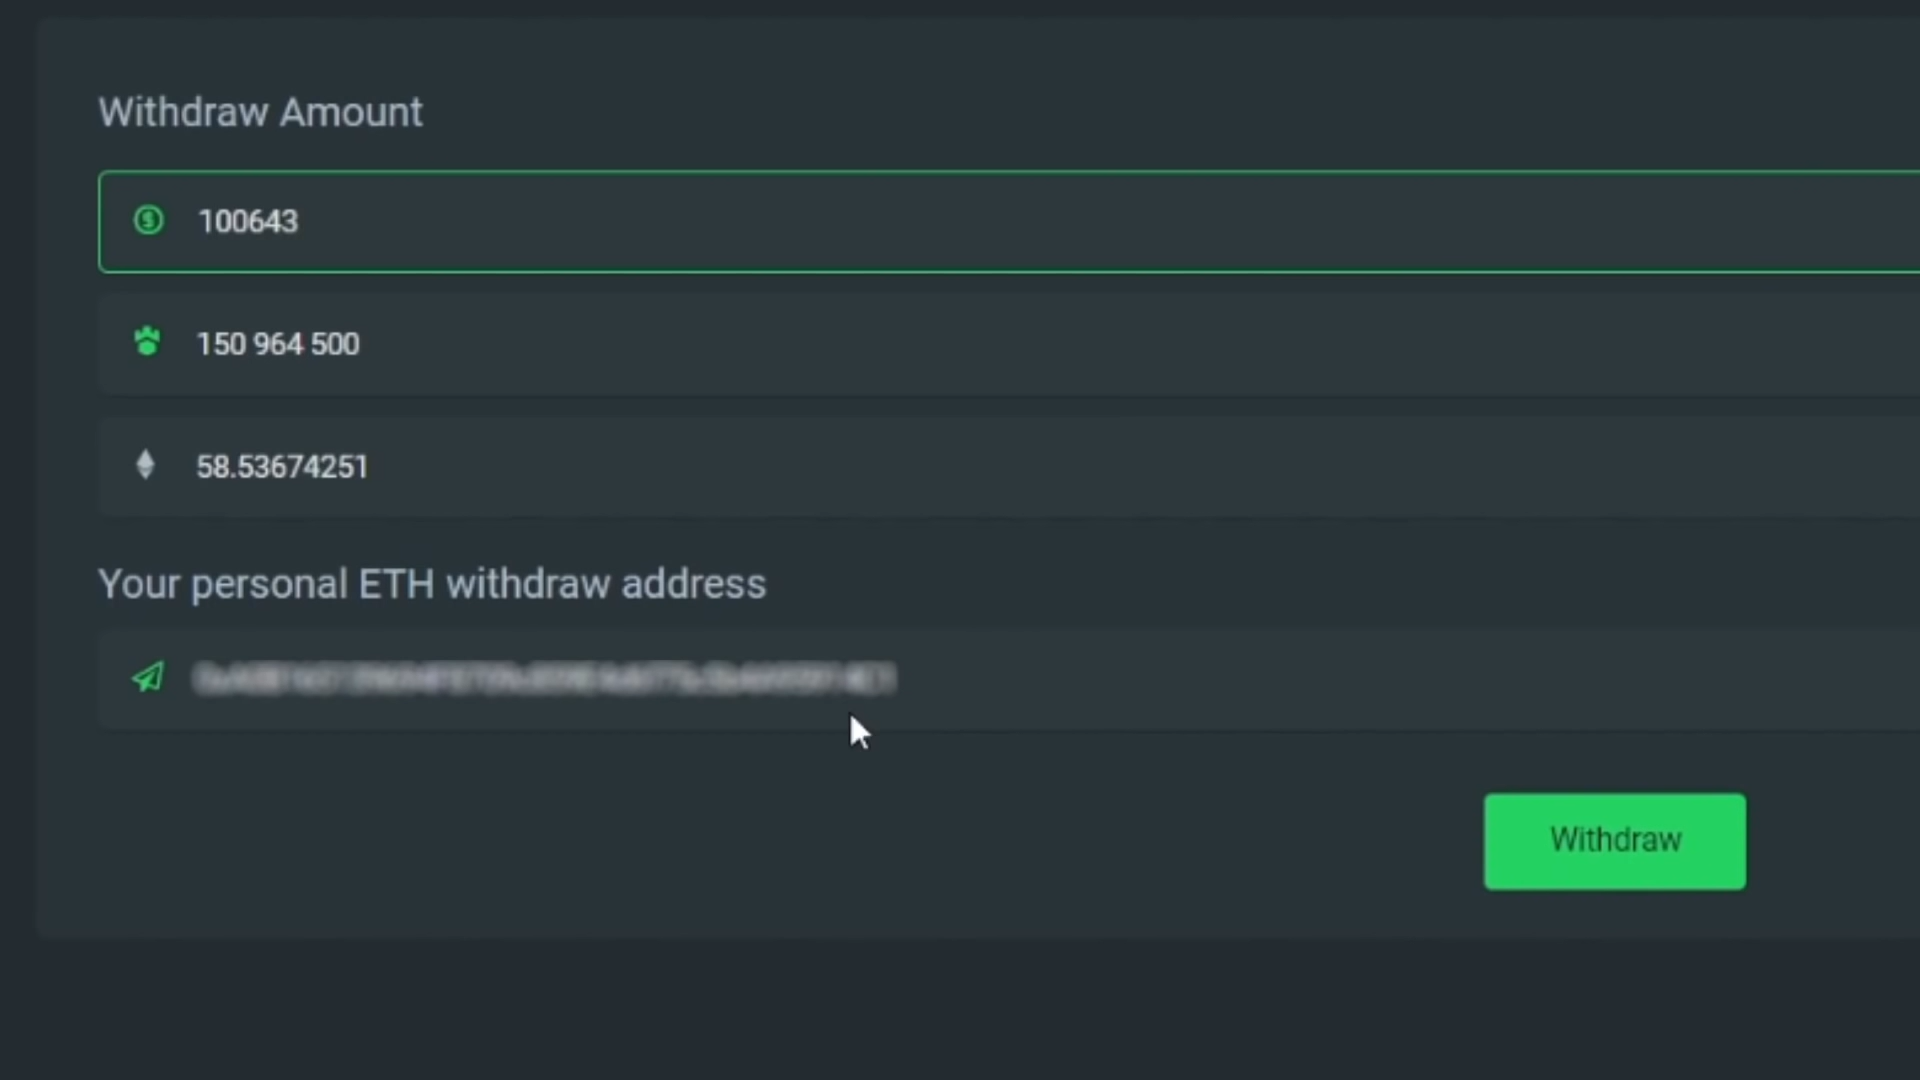 Withdraw Amount
100643
150 964 500
58.53674251
Your personal ETH withdraw address
Withdraw